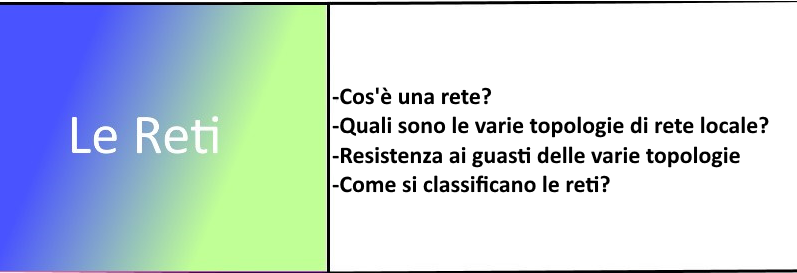 Le Reti
-Cos'è una rete?
-Quali sono le varie topologie di rete locale?
-Resistenza ai guasti delle varie topologie
-Come si classificano le reti?